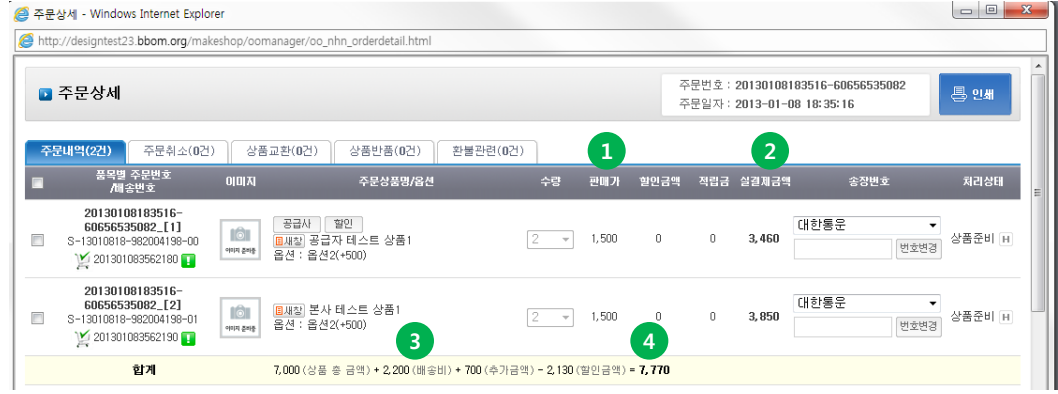 주문상세 - Windows Internet Explorer
http://designtest23.bbom.org/makeshop/oomanager/oo_nhn_orderdetail.html
주문상세
주문번호 : 20130108183516-60656535082
주문일자 : 2013-01-08 18:35:16
인쇄
주문내역(2건) 주문취소(0건) 상품교환(0건) 상품반품(0건) 환불관련(0건)
1 2
품목별 주문번호
/배송번호 이미지 주문상품명/옵션 수량 판매가 할인금액 적립금 실결제금액 송장번호 처리상태
20130108183516-
60656535082_[1]
S-13010818-982004198-00
201301083562180
이미지 준비중
공급사 할인
새창 공급자 테스트 상품1
옵션 : 옵션2(+500)
2 1,500 0 0 3,460
대한통운
번호변경
상품준비 H
20130108183516-
60656535082_[2]
S-13010818-982004198-01
201301083562190
이미지 준비중
새창 본사 테스트 상품1
옵션 : 옵션2(+500)
2 1,500 0 0 3,850
대한통운
번호변경
상품준비 H
3 4
합계 7,000 (상품 총 금액) + 2,200 (배송비) + 700 (추가금액) - 2,130 (할인금액) = 7,770